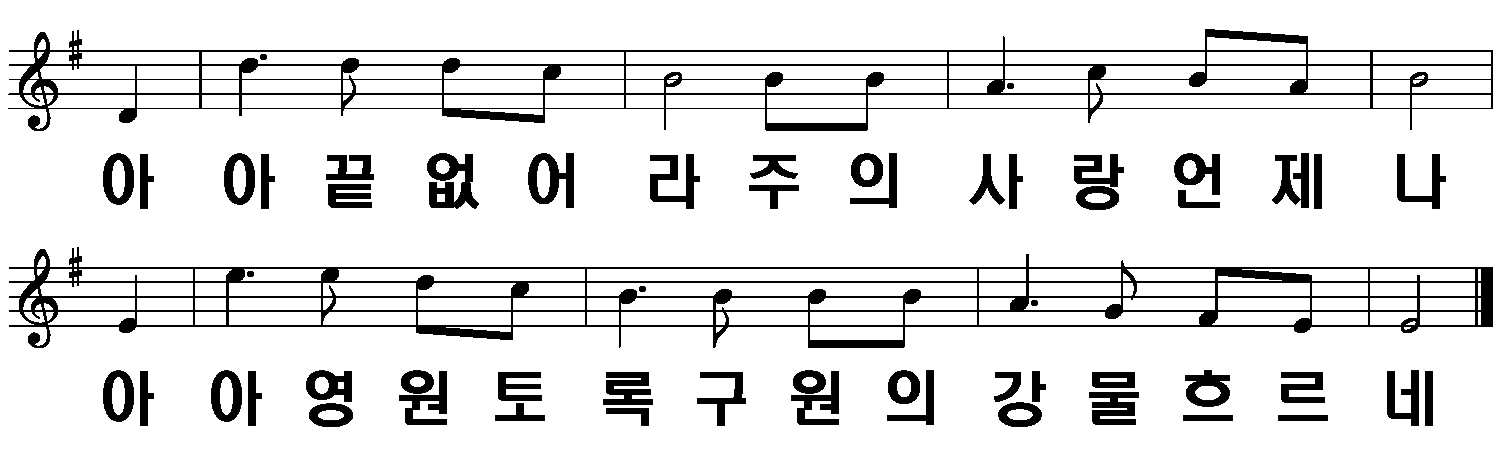 아 아 끝 없 어 라 주 의 사 랑 언 제 나
아 아 영 원 토 록 구 원 의 강 물 흐 르 네